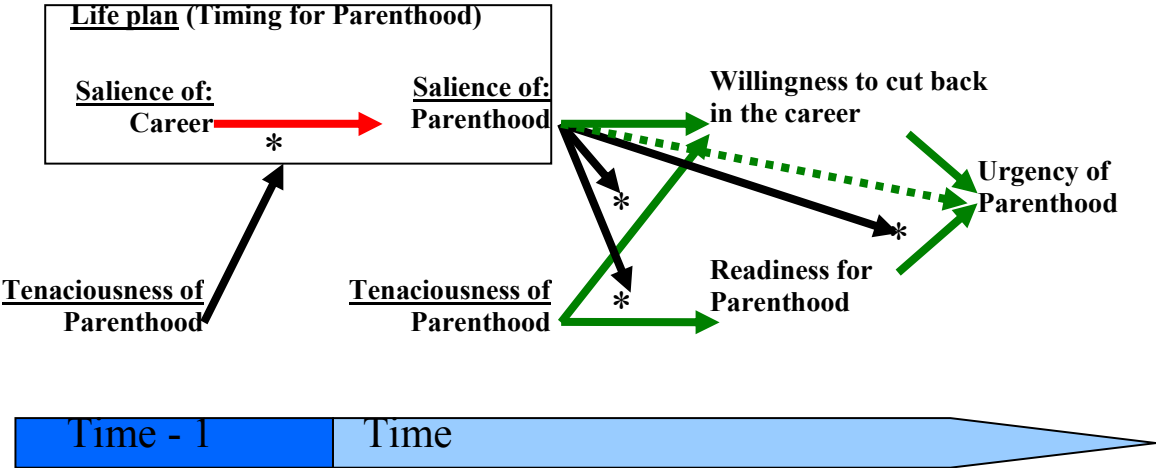 Life plan (Timing for Parenthood)
Salience of:
Career
*
Salience of:
Parenthood
Willingness to cut back
in the career
*
*
*
Urgency of
Parenthood
Tenaciousness of
Parenthood
Tenaciousness of
Parenthood
Readiness for
Parenthood
Time - 1
Time